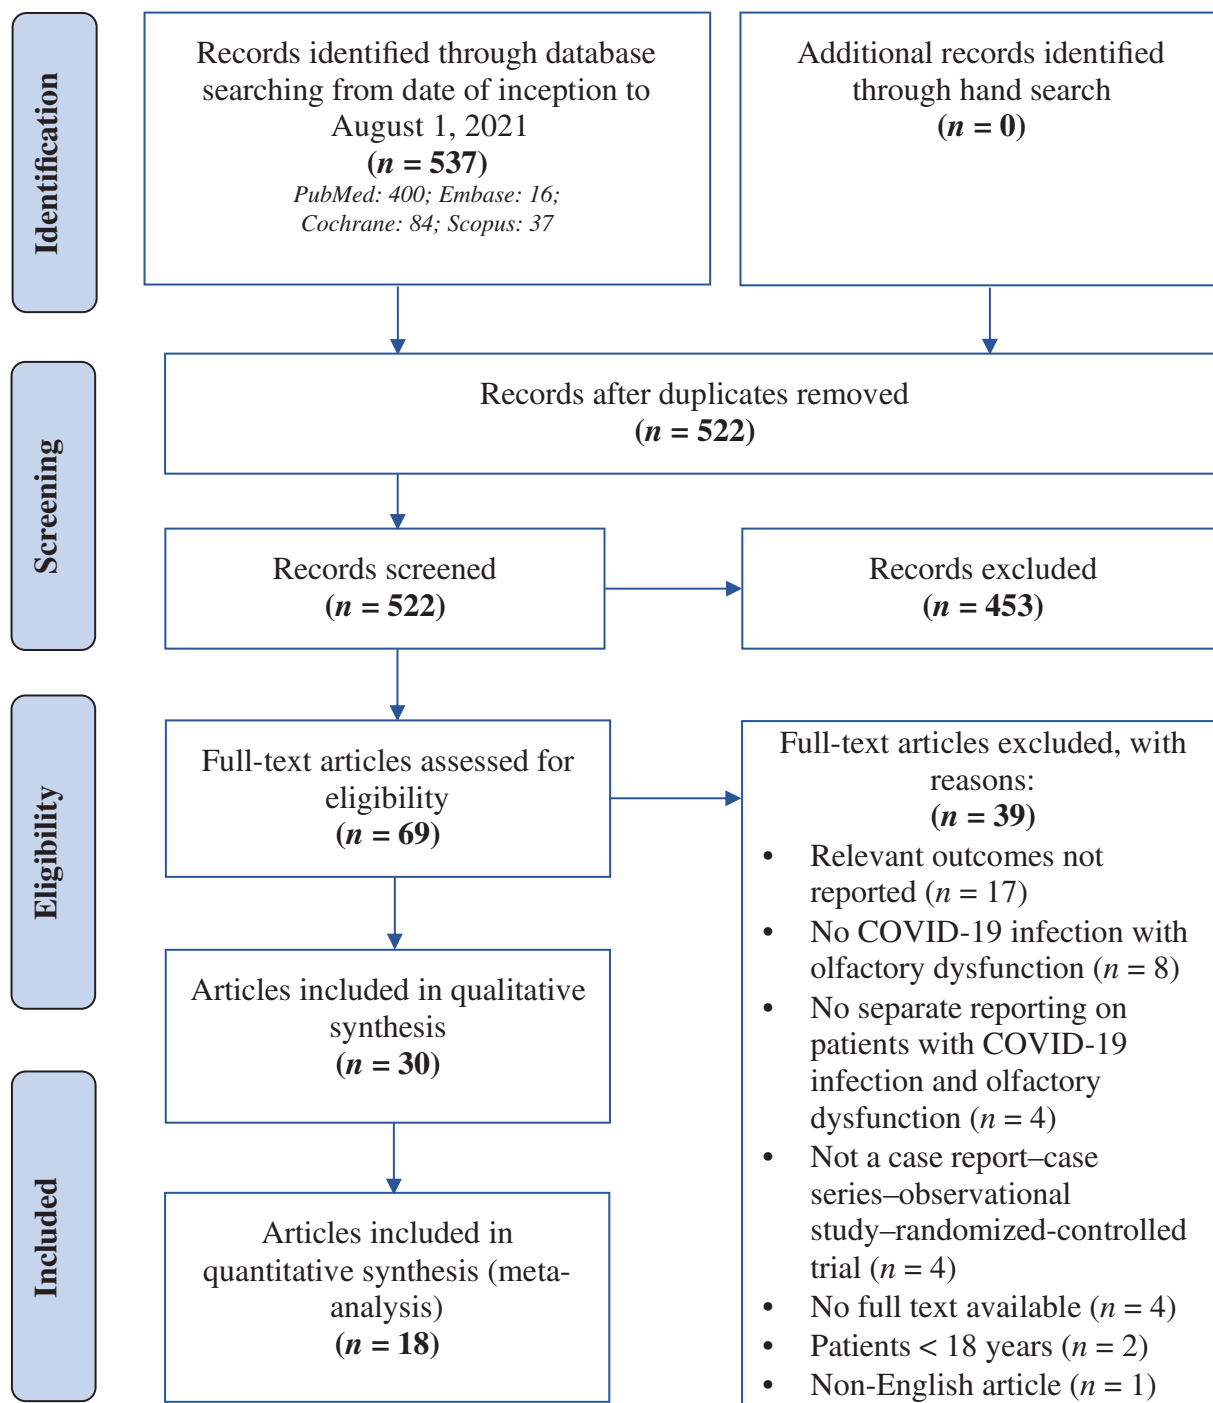 Identification
Records identified through database
searching from date of inception to
August 1, 2021
(n = 537)
PubMed: 400; Embase: 16;
Cochrane: 84; Scopus: 37
Additional records identified
through hand search
(n = 0)
Screening
Records after duplicates removed
(n = 522)
Records screened
(n = 522)
Records excluded
(n = 453)
Eligibility
Full-text articles assessed for
eligibility
(n = 69)
Full-text articles excluded, with
reasons:
(n = 39)
• Relevant outcomes not
reported (n = 17)
• No COVID-19 infection with
olfactory dysfunction (n = 8)
• No separate reporting on
patients with COVID-19
infection and olfactory
dysfunction (n = 4)
• Not a case report–case
series–observational
study–randomized-controlled
trial (n = 4)
• No full text available (n = 4)
• Patients < 18 years (n = 2)
• Non-English article (n = 1)
Articles included in qualitative
synthesis
(n = 30)
Included
Articles included in
quantitative synthesis (meta-
analysis)
(n = 18)